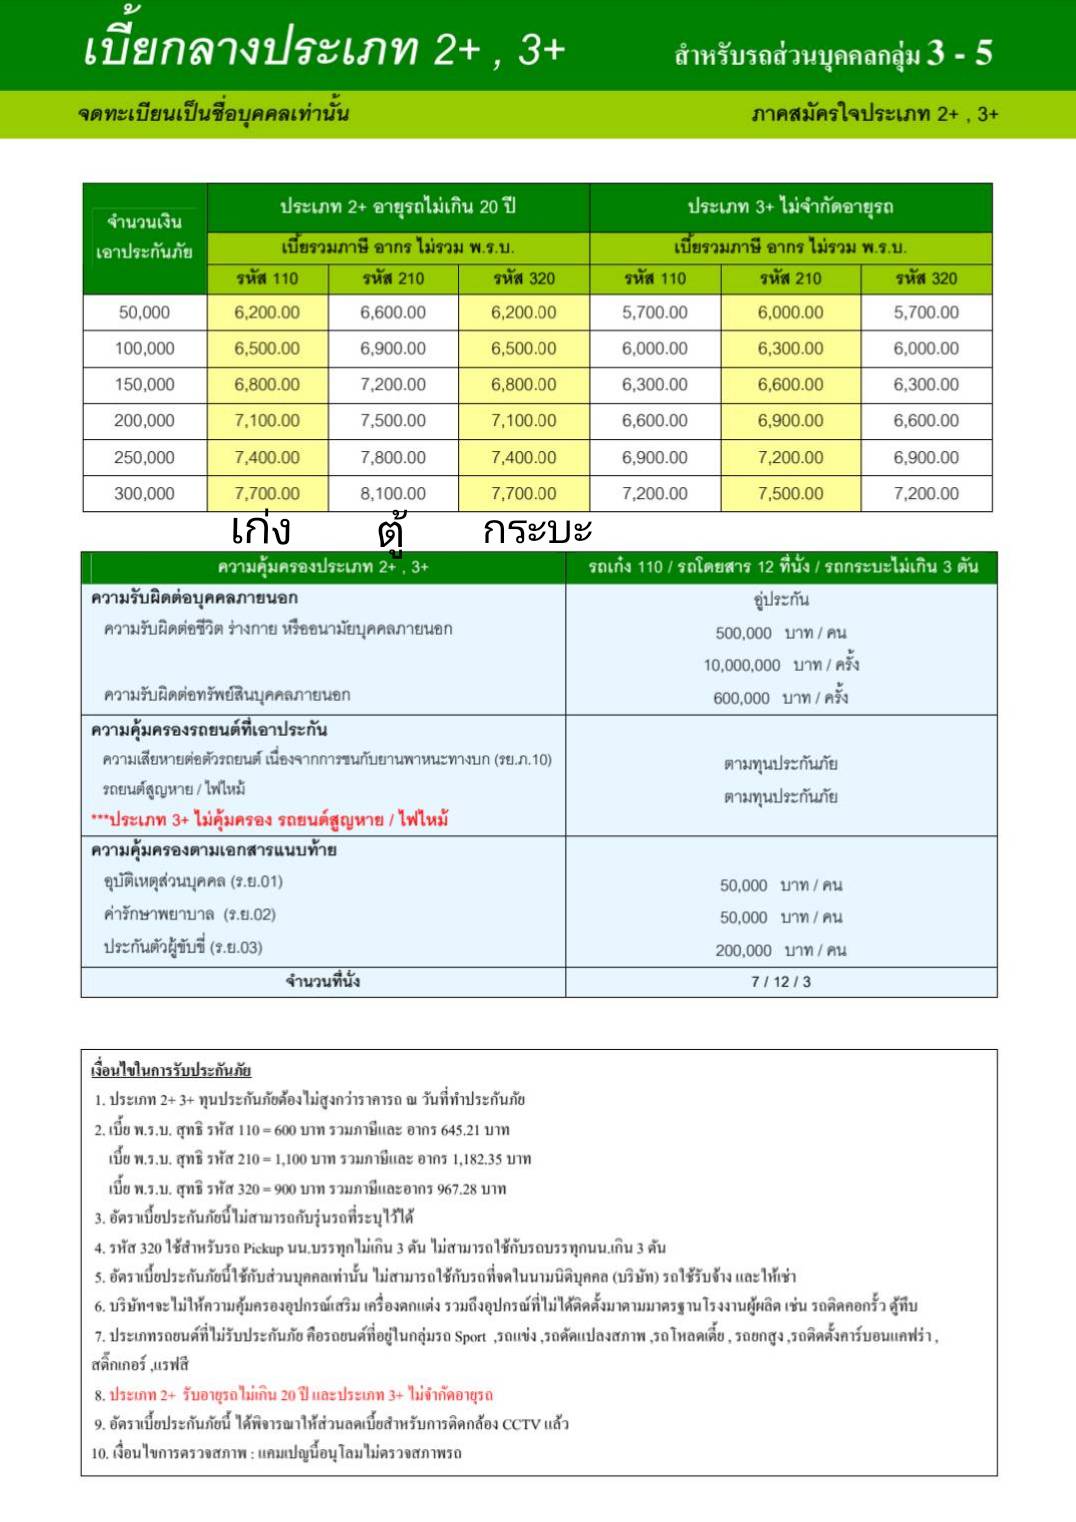 เบี้ยกลางประเภท 2+ , 3+ สำหรับรถส่วนบุคคลกลุ่ม 3 - 5
จดทะเบียนเป็นชื่อบุคคลเท่านั้น ภาคสมัครใจประเภท 2+ , 3+
จำนวนเงิน เอาประกันภัย ประเภท 2+ อายุรถไม่เกิน 20 ปี ประเภท 3+ ไม่จำกัดอายุรถ
เบี้ยรวมภาษี อากร ไม่รวม พ.ร.บ. เบี้ยรวมภาษี อากร ไม่รวม พ.ร.บ.
รหัส 110 รหัส 210 รหัส 320 รหัส 110 รหัส 210 รหัส 320
50,000 6,200.00 6,600.00 6,200.00 5,700.00 6,000.00 5,700.00
100,000 6,500.00 6,900.00 6,500.00 6,000.00 6,300.00 6,000.00
150,000 6,800.00 7,200.00 6,800.00 6,300.00 6,600.00 6,300.00
200,000 7,100.00 7,500.00 7,100.00 6,600.00 6,900.00 6,600.00
250,000 7,400.00 7,800.00 7,400.00 6,900.00 7,200.00 6,900.00
300,000 7,700.00 8,100.00 7,700.00 7,200.00 7,500.00 7,200.00
เก่ง ตู้ กระบะ
ความคุ้มครองประเภท 2+ , 3+ รถเก๋ง 110 / รถโดยสาร 12 ที่นั่ง / รถกระบะไม่เกิน 3 ตัน
ความรับผิดต่อบุคคลภายนอก อู่ประกัน
ความรับผิดต่อชีวิต ร่างกาย หรืออนามัยบุคคลภายนอก 500,000 บาท / คน
10,000,000 บาท / ครั้ง
ความรับผิดต่อทรัพย์สินบุคคลภายนอก 600,000 บาท / ครั้ง
ความคุ้มครองรถยนต์ที่เอาประกัน
ความเสียหายต่อตัวรถยนต์ เนื่องจากการชนกับยานพาหนะทางบก (รย.ภ.10) ตามทุนประกันภัย
รถยนต์สูญหาย / ไฟไหม้ ตามทุนประกันภัย
***ประเภท 3+ ไม่คุ้มครอง รถยนต์สูญหาย / ไฟไหม้
ความคุ้มครองตามเอกสารแนบท้าย
อุบัติเหตุส่วนบุคคล (ร.ย.01) 50,000 บาท / คน
ค่ารักษาพยาบาล (ร.ย.02) 50,000 บาท / คน
ประกันตัวผู้ขับขี่ (ร.ย.03) 200,000 บาท / คน
จำนวนที่นั่ง 7 / 12 / 3
เงื่อนไขในการรับประกันภัย
1. ประเภท 2+ 3+ ทุนประกันภัยต้องไม่สูงกว่าราคารถ ณ วันที่ทำประกันภัย
2. เบี้ย พ.ร.บ. สุทธิ รหัส 110 = 600 บาท รวมภาษีและ อากร 645.21 บาท
เบี้ย พ.ร.บ. สุทธิ รหัส 210 = 1,100 บาท รวมภาษีและ อากร 1,182.35 บาท
เบี้ย พ.ร.บ. สุทธิ รหัส 320 = 900 บาท รวมภาษีและอากร 967.28 บาท
3. อัตราเบี้ยประกันภัยนี้ไม่สามารถกับรุ่นรถที่ระบุไว้ได้
4. รหัส 320 ใช้สำหรับรถ Pickup นน.บรรทุกไม่เกิน 3 ตัน ไม่สามารถใช้กับรถบรรทุกนน.เกิน 3 ตัน
5. อัตราเบี้ยประกันภัยนี้ใช้กับส่วนบุคคลเท่านั้น ไม่สามารถใช้กับรถที่จดในนามนิติบุคคล (บริษัท) รถใช้รับจ้าง และให้เช่า
6. บริษัทฯจะไม่ให้ความคุ้มครองอุปกรณ์เสริม เครื่องตกแต่ง รวมถึงอุปกรณ์ที่ไม่ได้ติดตั้งมาตามมาตรฐานโรงงานผู้ผลิต เช่น รถติดคอกรั้ว ตู้ทึบ
7. ประเภทรถยนต์ที่ไม่รับประกันภัย คือรถยนต์ที่อยู่ในกลุ่มรถ Sport ,รถแข่ง ,รถดัดแปลงสภาพ ,รถโหลดเตี้ย , รถยกสูง ,รถติดตั้งคาร์บอนแคฟร่า ,
สติ๊กเกอร์ ,แรฟสี
8. ประเภท 2+ รับอายุรถไม่เกิน 20 ปี และประเภท 3+ ไม่จำกัดอายุรถ
9. อัตราเบี้ยประกันภัยนี้ ได้พิจารณาให้ส่วนลดเบี้ยสำหรับการติดกล้อง CCTV แล้ว
10. เงื่อนไขการตรวจสภาพ : แคมเปญนี้อนุโลมไม่ตรวจสภาพรถ